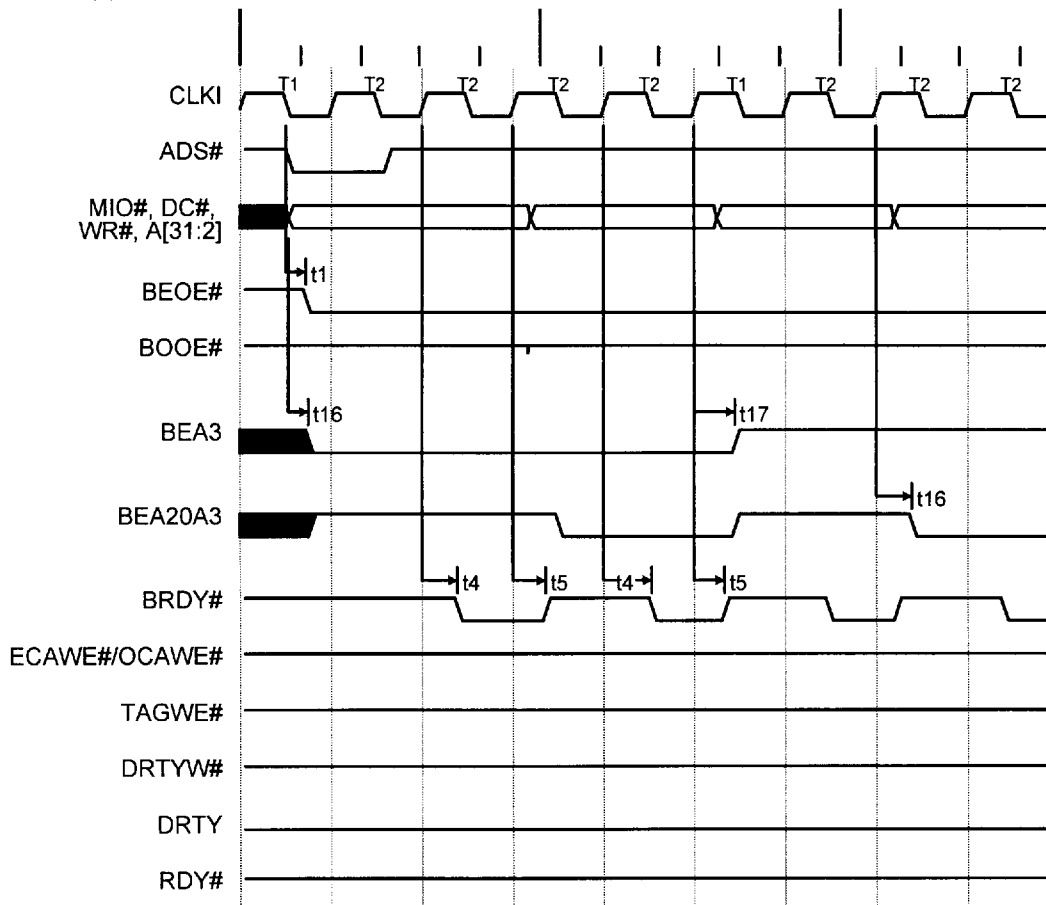 T1 T2 T2 T2 T2 T1 T2 T2 T2
CLKI
ADS#
MIO#, DC#,
WR#, A[31:2]
t1
BEOE#
BOOE#
t16 t17
BEA3
t16
BEA20A3
t4 t5 t4 t5
BRDY#
ECAWE#/OCAWE#
TAGWE#
DRTYW#
DRTY
RDY#